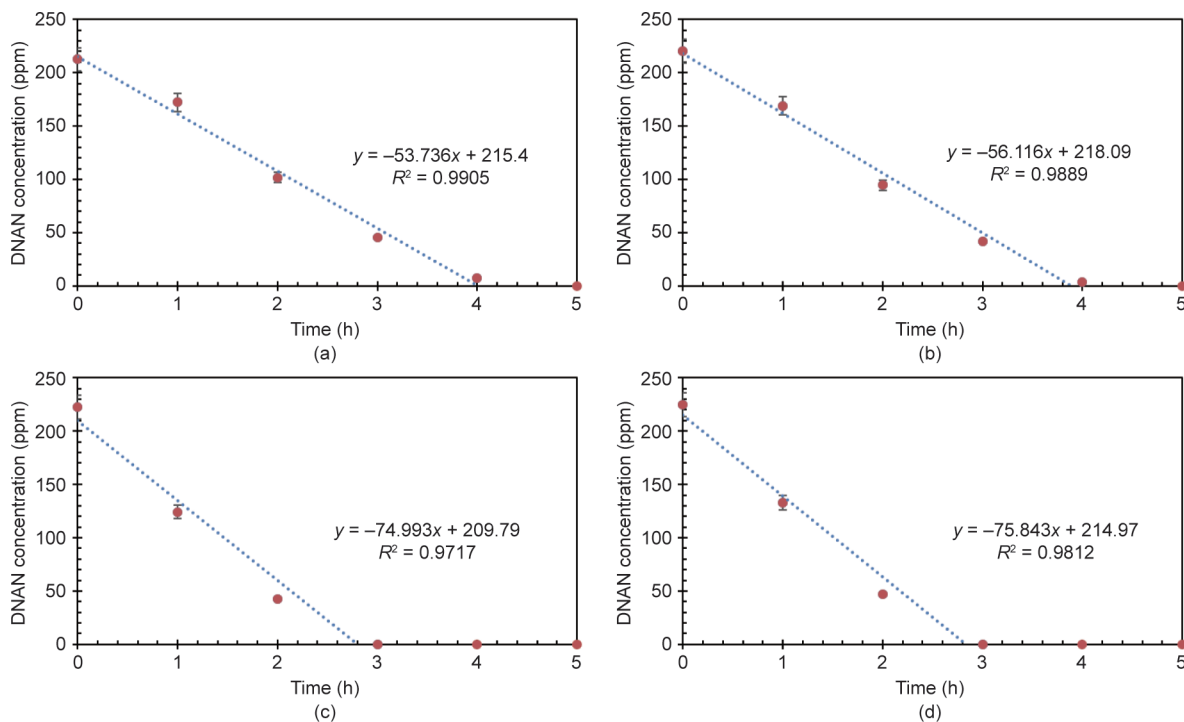 250
200
150
100
50
0
DNAN concentration (ppm)
y = –53.736x + 215.4
R² = 0.9905
0 1 2 3 4 5
Time (h)
(a)
250
200
150
100
50
0
DNAN concentration (ppm)
y = –56.116x + 218.09
R² = 0.9889
0 1 2 3 4 5
Time (h)
(b)
250
200
150
100
50
0
DNAN concentration (ppm)
y = –74.993x + 209.79
R² = 0.9717
0 1 2 3 4 5
Time (h)
(c)
250
200
150
100
50
0
DNAN concentration (ppm)
y = –75.843x + 214.97
R² = 0.9812
0 1 2 3 4 5
Time (h)
(d)